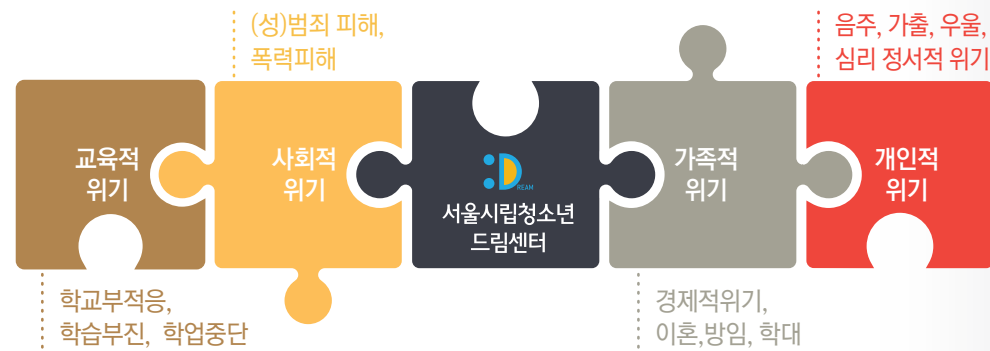 (성)범죄 피해,
폭력피해
음주, 가출, 우울,
심리 정서적 위기
교육적
위기
사회적
위기
:D
REAM
서울시립청소년
드림센터
가족적
위기
개인적
위기
학교부적응,
학습부진, 학업중단
경제적위기,
이혼,방임, 학대